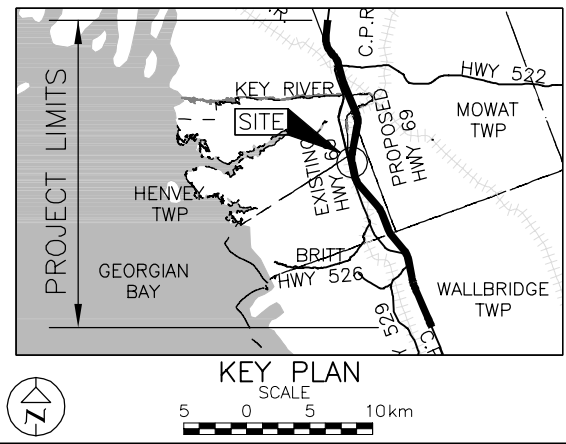 C.P.R.
HWY 522
KEY RIVER
MOWAT
TWP
PROJECT LIMITS
SITE
EXISTING
HWY 69
PROPOSED
HWY 69
HENVEY
TWP
BRITT
HWY 526
GEORGIAN
BAY
WALLBRIDGE
TWP
529
KEY PLAN
SCALE
5 0 5 10km
N